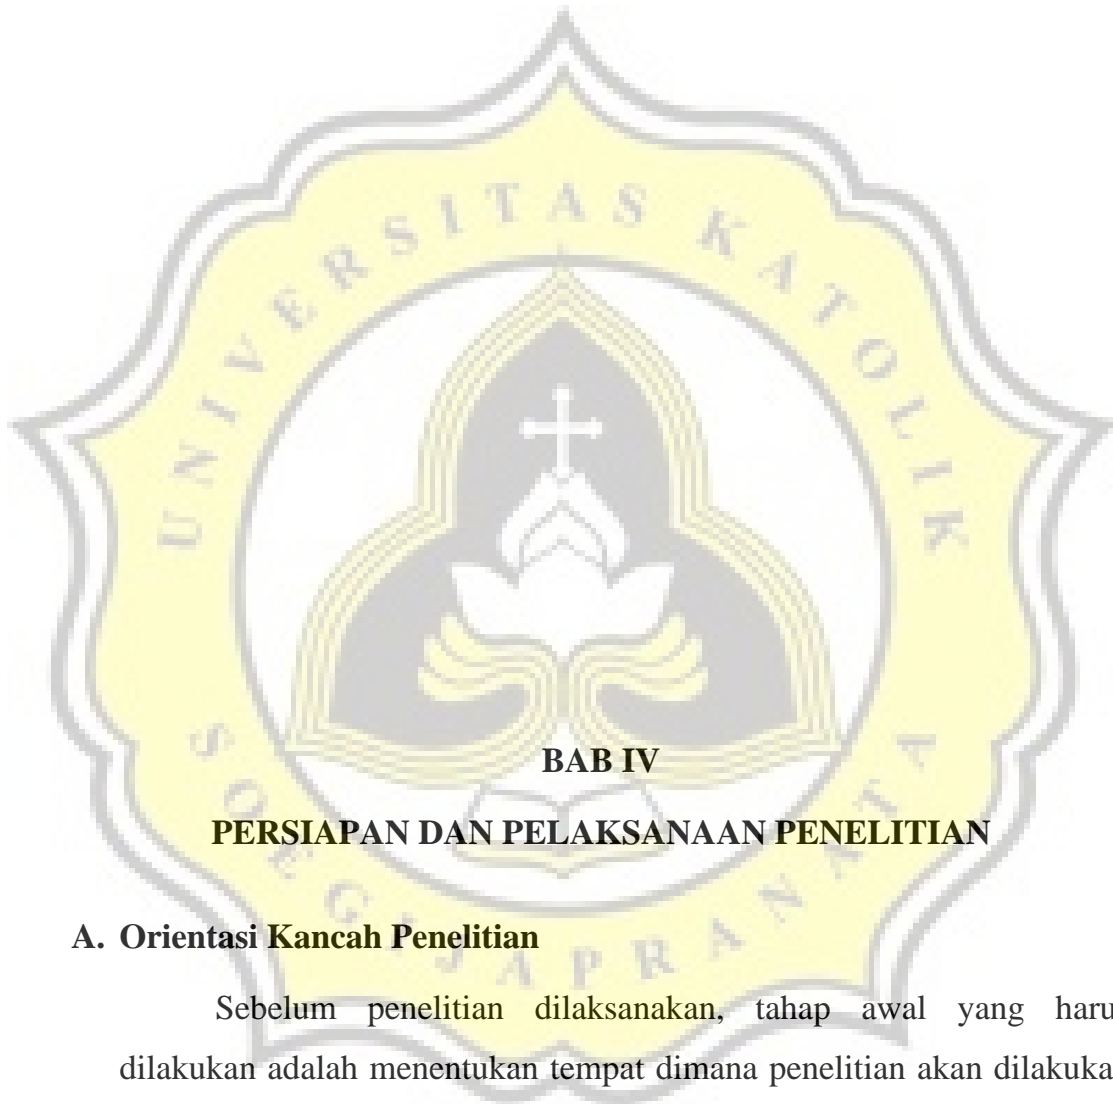 UNIVERSITAS KATOLIK
SOEGIJAPRANATA
BAB IV
PERSIAPAN DAN PELAKSANAAN PENELITIAN
A. Orientasi Kancah Penelitian
Sebelum penelitian dilaksanakan, tahap awal yang haru
dilakukan adalah menentukan tempat dimana penelitian akan dilakuka